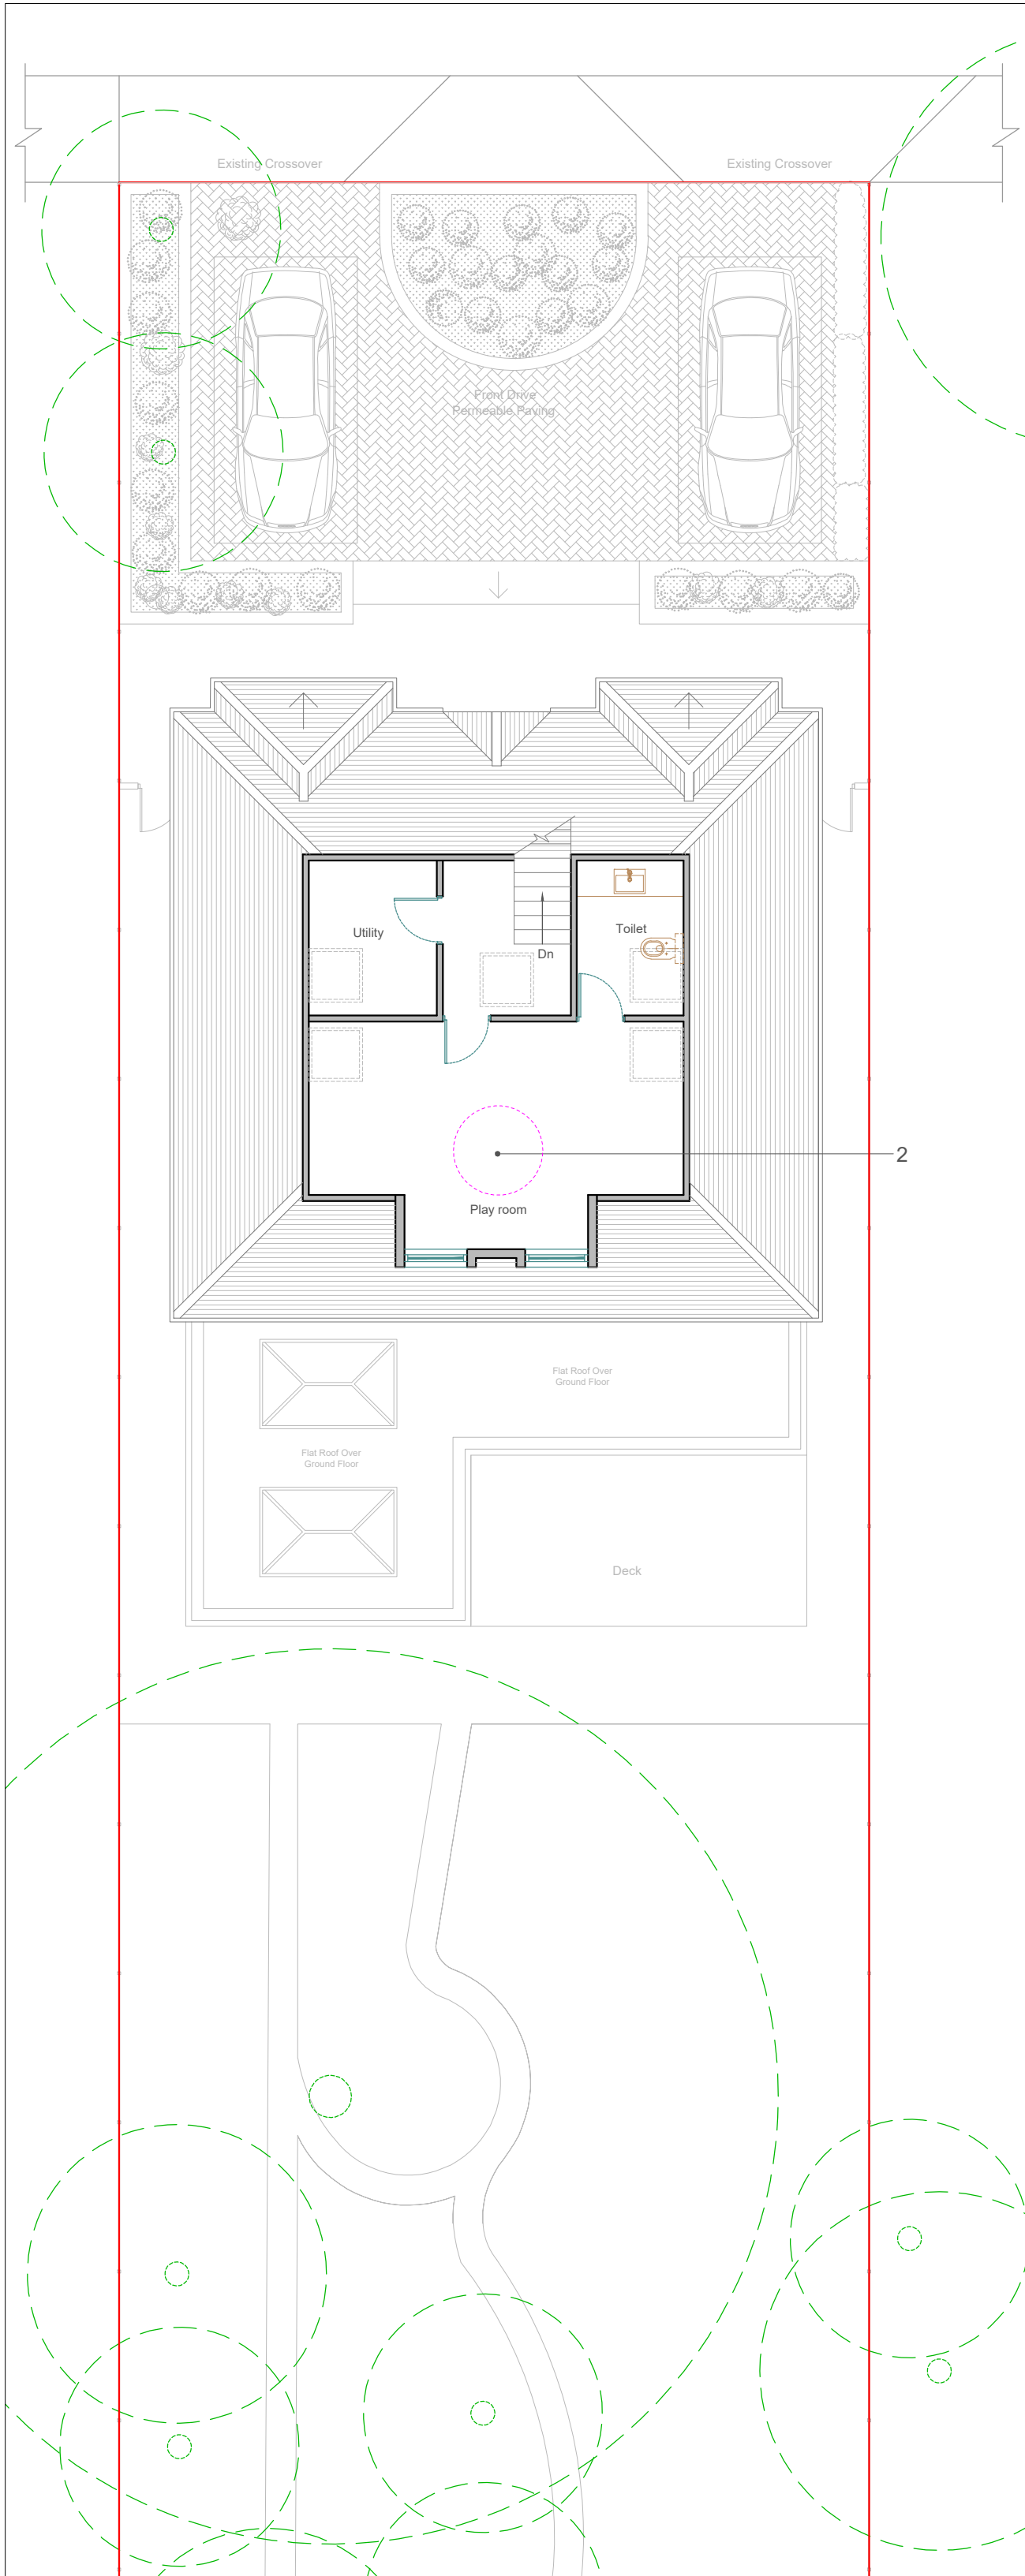 Existing Crossover
Existing Crossover
Front Drive
Permeable Paving
Utility
Toilet
Dn
2
Play room
Flat Roof Over
Ground Floor
Flat Roof Over
Ground Floor
Deck